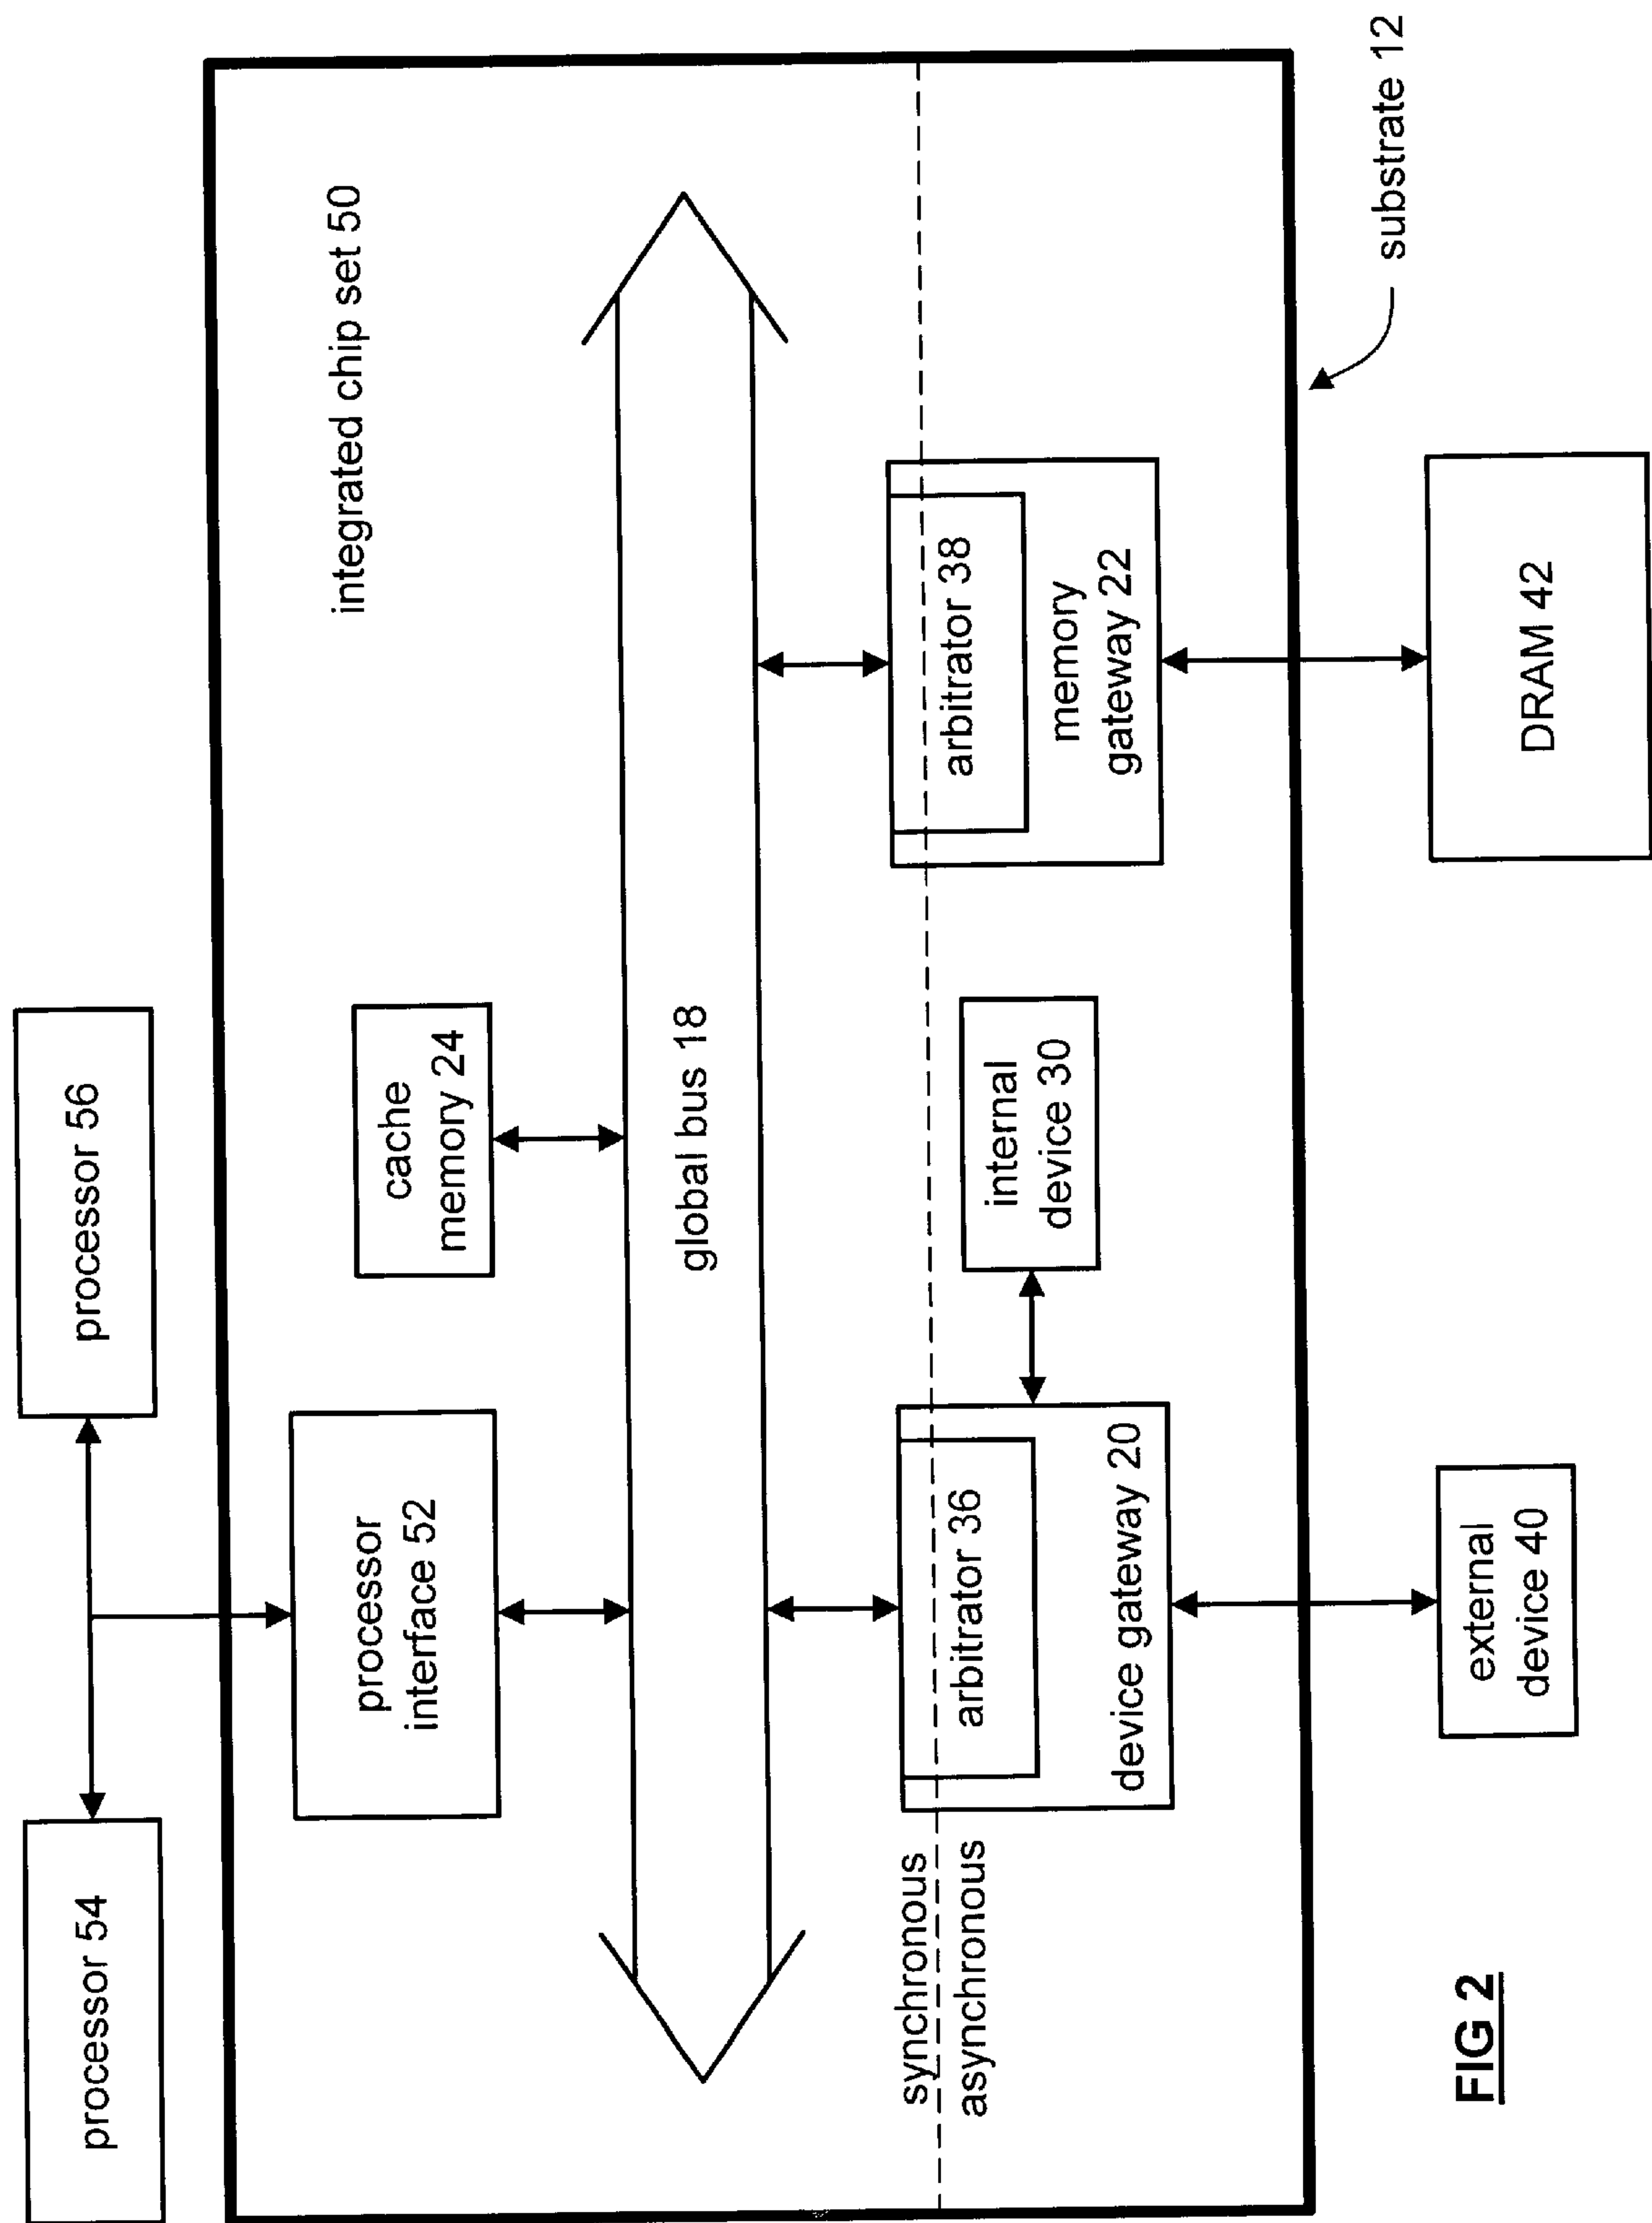 processor 54
processor 56
integrated chip set 50
processor
interface 52
cache
memory 24
global bus 18
synchronous
asynchronous
arbitrator 36
device gateway 20
internal
device 30
arbitrator 38
memory
gateway 22
substrate 12
external
device 40
DRAM 42
FIG 2